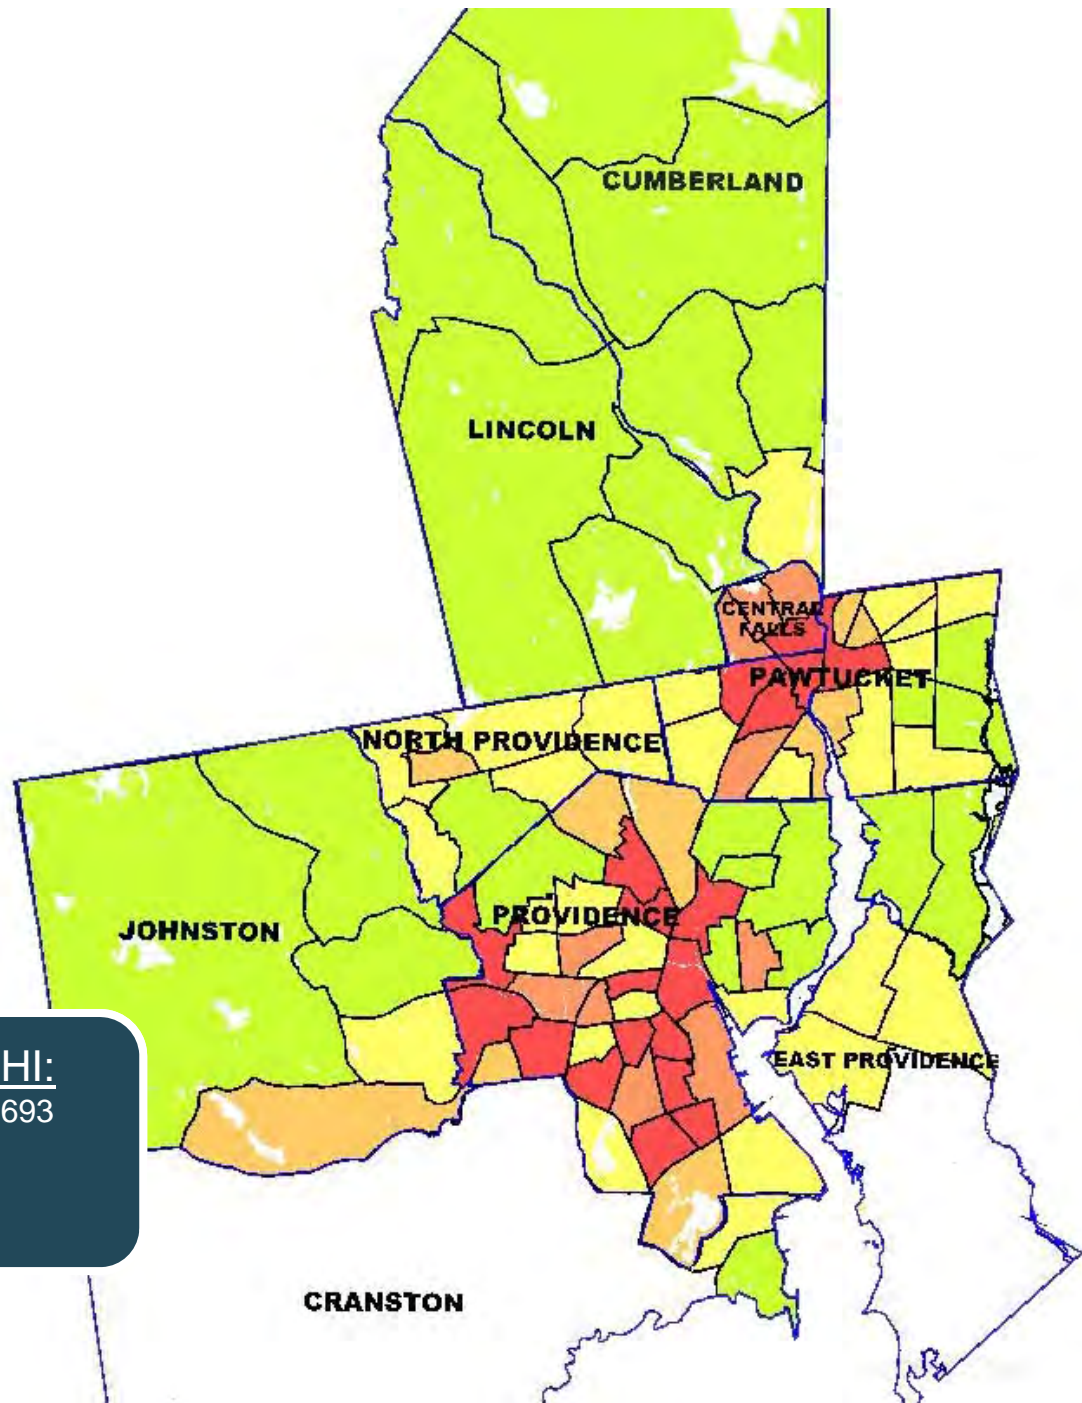 CUMBERLAND
LINCOLN
CENTRAL
FALLS
PAWTUCKET
NORTH PROVIDENCE
PROVIDENCE
JOHNSTON
HI:
693
EAST PROVIDENCE
CRANSTON